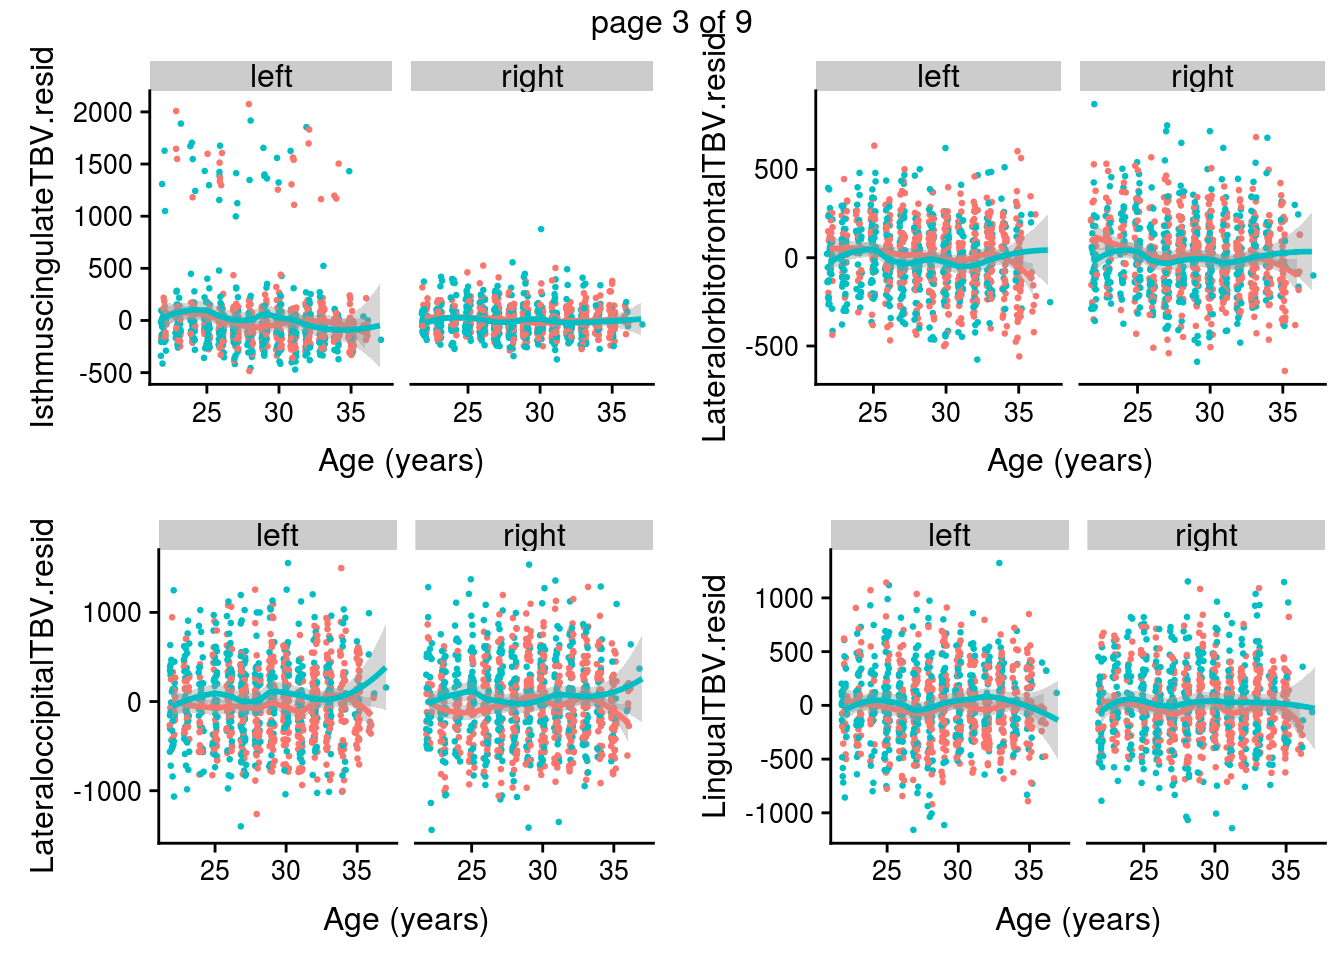 page 3 of 9
IsthmuscingulateTBV.resid
left
right
2000
1500
1000
500
0
-500
25
30
35
25
30
35
Age (years)
LateralorbitofrontalTBV.resid
left
right
500
0
-500
25
30
35
25
30
35
Age (years)
LateraloccipitalTBV.resid
left
right
1000
0
-1000
25
30
35
25
30
35
Age (years)
LingualTBV.resid
left
right
1000
500
0
-500
-1000
25
30
35
25
30
35
Age (years)